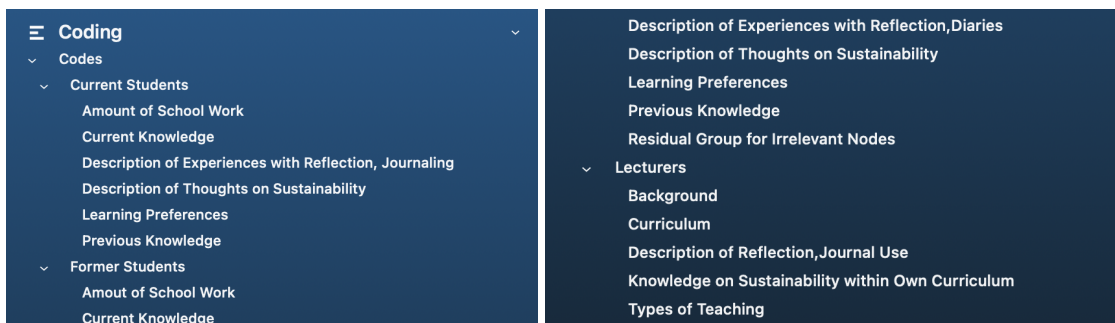 Coding
Codes
Current Students
Amount of School Work
Current Knowledge
Description of Experiences with Reflection, Journaling
Description of Thoughts on Sustainability
Learning Preferences
Previous Knowledge
Former Students
Amout of School Work
Current Knowledge
Description of Experiences with Reflection,Diaries
Description of Thoughts on Sustainability
Learning Preferences
Previous Knowledge
Residual Group for Irrelevant Nodes
Lecturers
Background
Curriculum
Description of Reflection,Journal Use
Knowledge on Sustainability within Own Curriculum
Types of Teaching